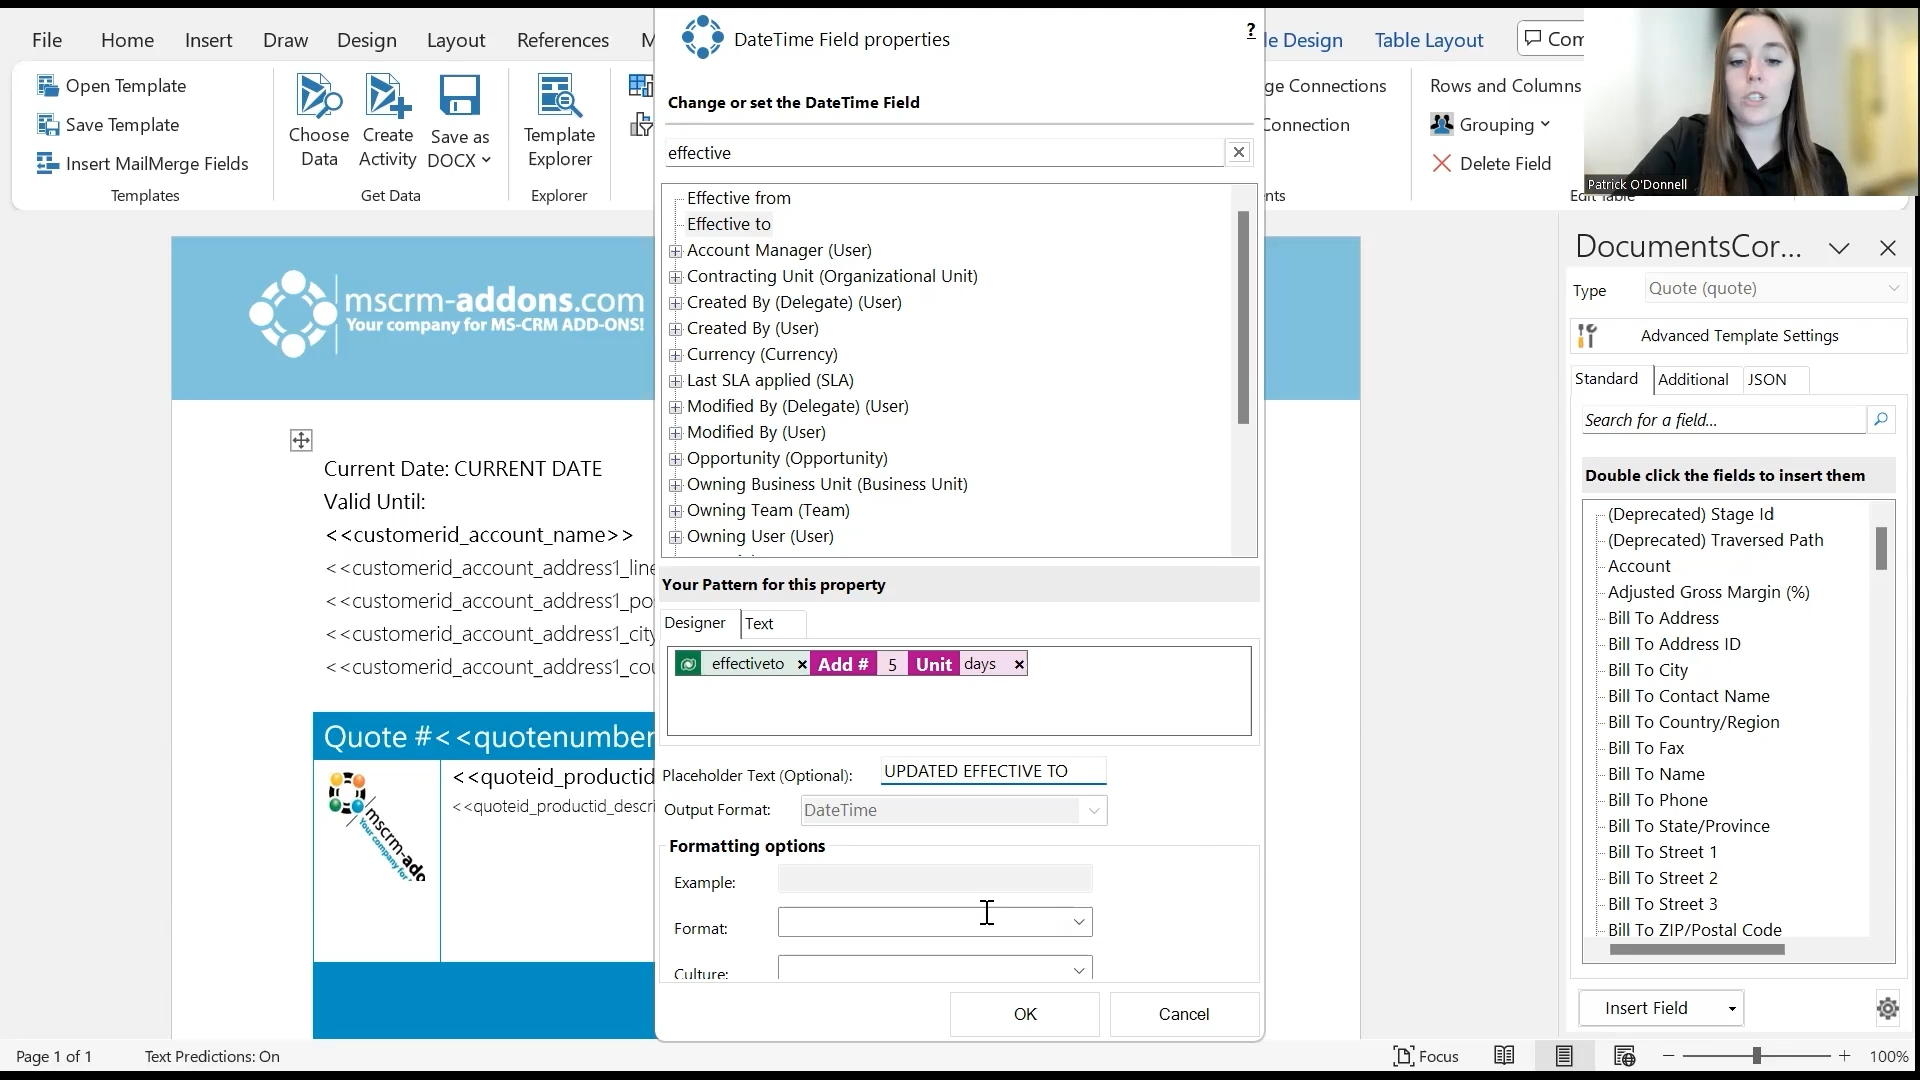 File Home Insert Draw Design Layout References M
le Design Table Layout Com
Open Template
Save Template
Insert MailMerge Fields
Templates
Choose Data
Create Activity
Save as DOCX
Get Data
Template Explorer
Explorer
ge Connections
Connection
nts
Rows and Columns
Grouping
Delete Field
Patrick O'Donnell
DateTime Field properties ?
Change or set the DateTime Field
effective
Effective from
Effective to
Account Manager (User)
Contracting Unit (Organizational Unit)
Created By (Delegate) (User)
Created By (User)
Currency (Currency)
Last SLA applied (SLA)
Modified By (Delegate) (User)
Modified By (User)
Opportunity (Opportunity)
Owning Business Unit (Business Unit)
Owning Team (Team)
Owning User (User)
Your Pattern for this property
Designer Text
effectiveto × Add # 5 Unit days ×
Placeholder Text (Optional): UPDATED EFFECTIVE TO
Output Format: DateTime
Formatting options
Example:
Format:
Culture:
OK Cancel
mscrm-addons.com
Your company for MS-CRM ADD-ONS!
Current Date: CURRENT DATE
Valid Until:
<<customerid_account_name>>
<<customerid_account_address1_line
<<customerid_account_address1_po
<<customerid_account_address1_city
<<customerid_account_address1_cou
Quote #<<quotenumber
<<quoteid_productid
<<quoteid_productid_descri
mscrm-addo
Your company for
DocumentsCor...
Type Quote (quote)
Advanced Template Settings
Standard Additional JSON
Search for a field...
Double click the fields to insert them
(Deprecated) Stage Id
(Deprecated) Traversed Path
Account
Adjusted Gross Margin (%)
Bill To Address
Bill To Address ID
Bill To City
Bill To Contact Name
Bill To Country/Region
Bill To Fax
Bill To Name
Bill To Phone
Bill To State/Province
Bill To Street 1
Bill To Street 2
Bill To Street 3
Bill To ZIP/Postal Code
Insert Field
Page 1 of 1 Text Predictions: On
Focus 100%